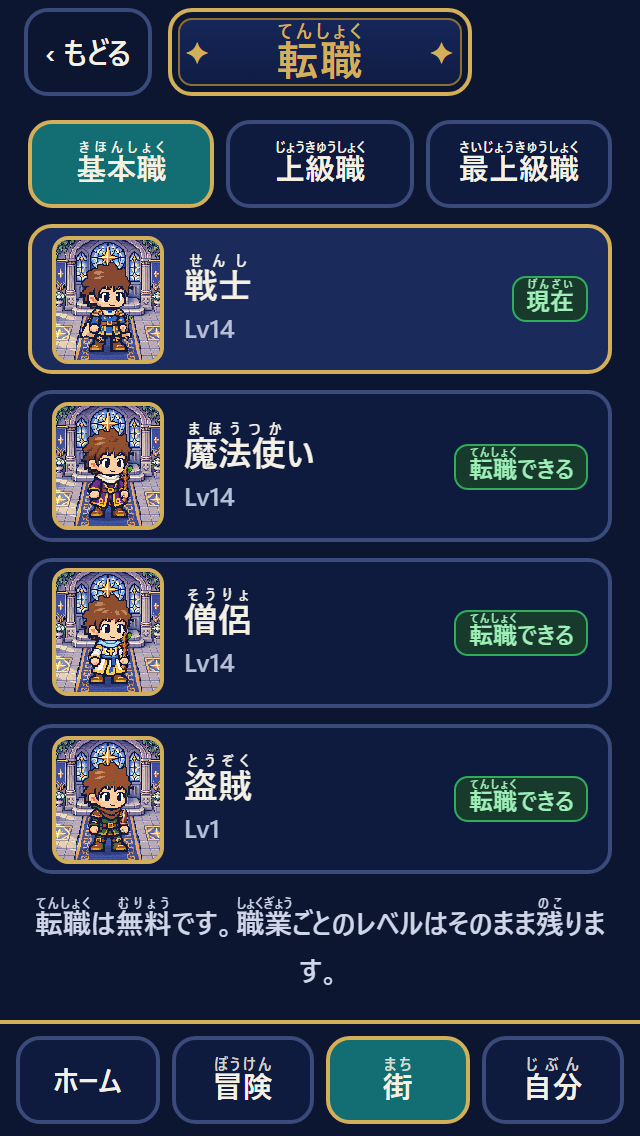 ‹ もどる
てんしょく
転職
きほんしょく
基本職
じょうきゅうしょく
上級職
さいじょうきゅうしょく
最上級職
せんし
戦士
Lv14
げんざい
現在
まほうつか
魔法使い
Lv14
てんしょく
転職できる
そうりょ
僧侶
Lv14
てんしょく
転職できる
とうぞく
盗賊
Lv1
てんしょく
転職できる
てんしょく むりょう しょくぎょう のこ
転職は無料です。職業ごとのレベルはそのまま残りま
す。
ホーム
ぼうけん
冒険
まち
街
じぶん
自分